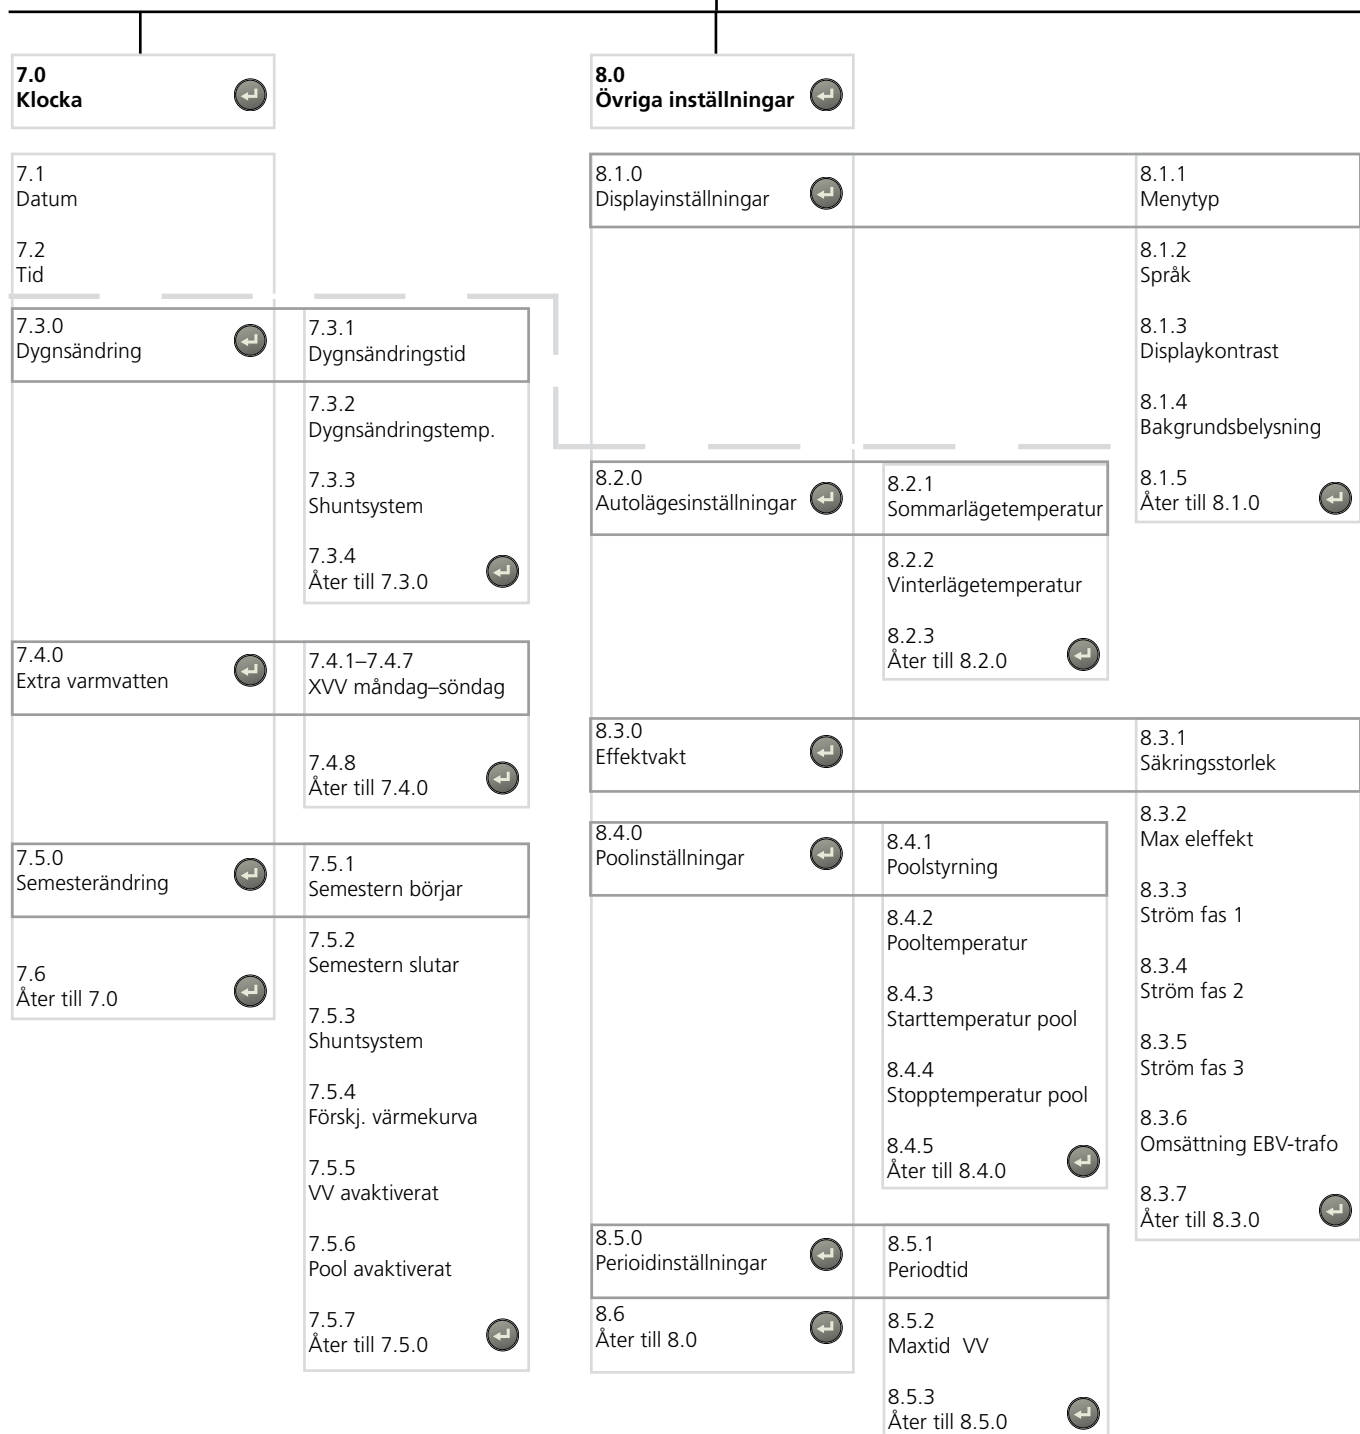 7.0
Klocka
7.1
Datum
7.2
Tid
7.3.0
Dygnsändring
7.3.1
Dygnsändringstid
7.3.2
Dygnsändringstemp.
7.3.3
Shuntsystem
7.3.4
Åter till 7.3.0
7.4.0
Extra varmvatten
7.4.1–7.4.7
XVV måndag–söndag
7.4.8
Åter till 7.4.0
7.5.0
Semesterändring
7.5.1
Semestern börjar
7.5.2
Semestern slutar
7.5.3
Shuntsystem
7.5.4
Förskj. värmekurva
7.5.5
VV avaktiverat
7.5.6
Pool avaktiverat
7.5.7
Åter till 7.5.0
7.6
Åter till 7.0
8.0
Övriga inställningar
8.1.0
Displayinställningar
8.1.1
Menytyp
8.1.2
Språk
8.1.3
Displaykontrast
8.1.4
Bakgrundsbelysning
8.1.5
Åter till 8.1.0
8.2.0
Autolägesinställningar
8.2.1
Sommarlägetemperatur
8.2.2
Vinterlägetemperatur
8.2.3
Åter till 8.2.0
8.3.0
Effektvakt
8.3.1
Säkringsstorlek
8.3.2
Max eleffekt
8.3.3
Ström fas 1
8.3.4
Ström fas 2
8.3.5
Ström fas 3
8.3.6
Omsättning EBV-trafo
8.3.7
Åter till 8.3.0
8.4.0
Poolinställningar
8.4.1
Poolstyrning
8.4.2
Pooltemperatur
8.4.3
Starttemperatur pool
8.4.4
Stopptemperatur pool
8.4.5
Åter till 8.4.0
8.5.0
Perioidinställningar
8.5.1
Periodtid
8.5.2
Maxtid VV
8.5.3
Åter till 8.5.0
8.6
Åter till 8.0